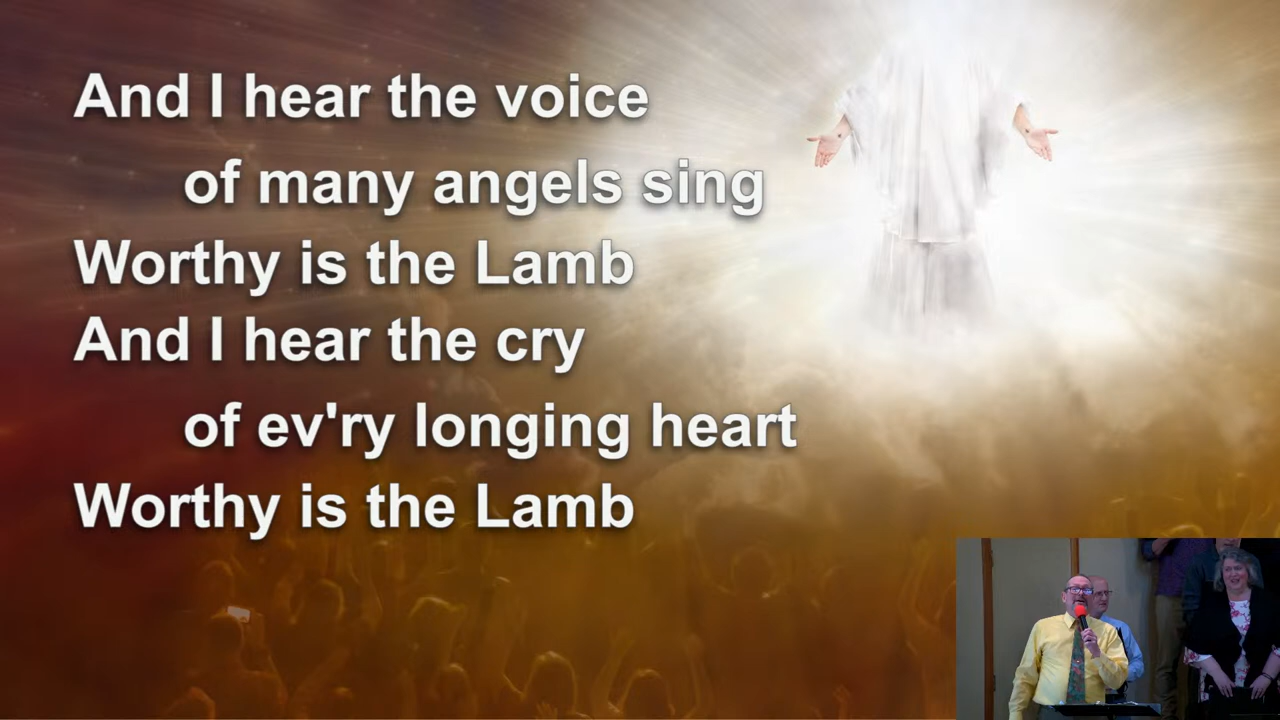 And I hear the voice
of many angels sing
Worthy is the Lamb
And I hear the cry
of ev'ry longing heart
Worthy is the Lamb